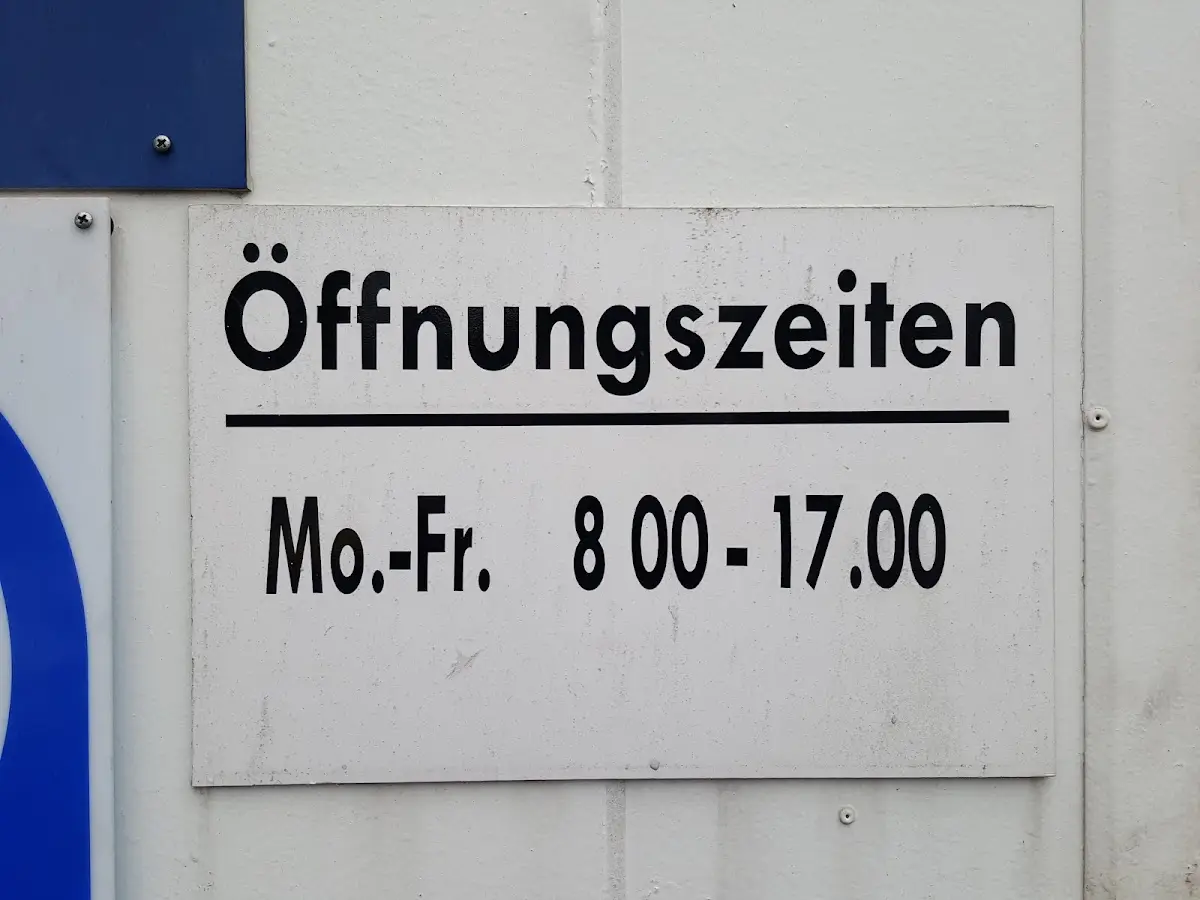 Öffnungszeiten
Mo.-Fr. 8 00 - 17.00